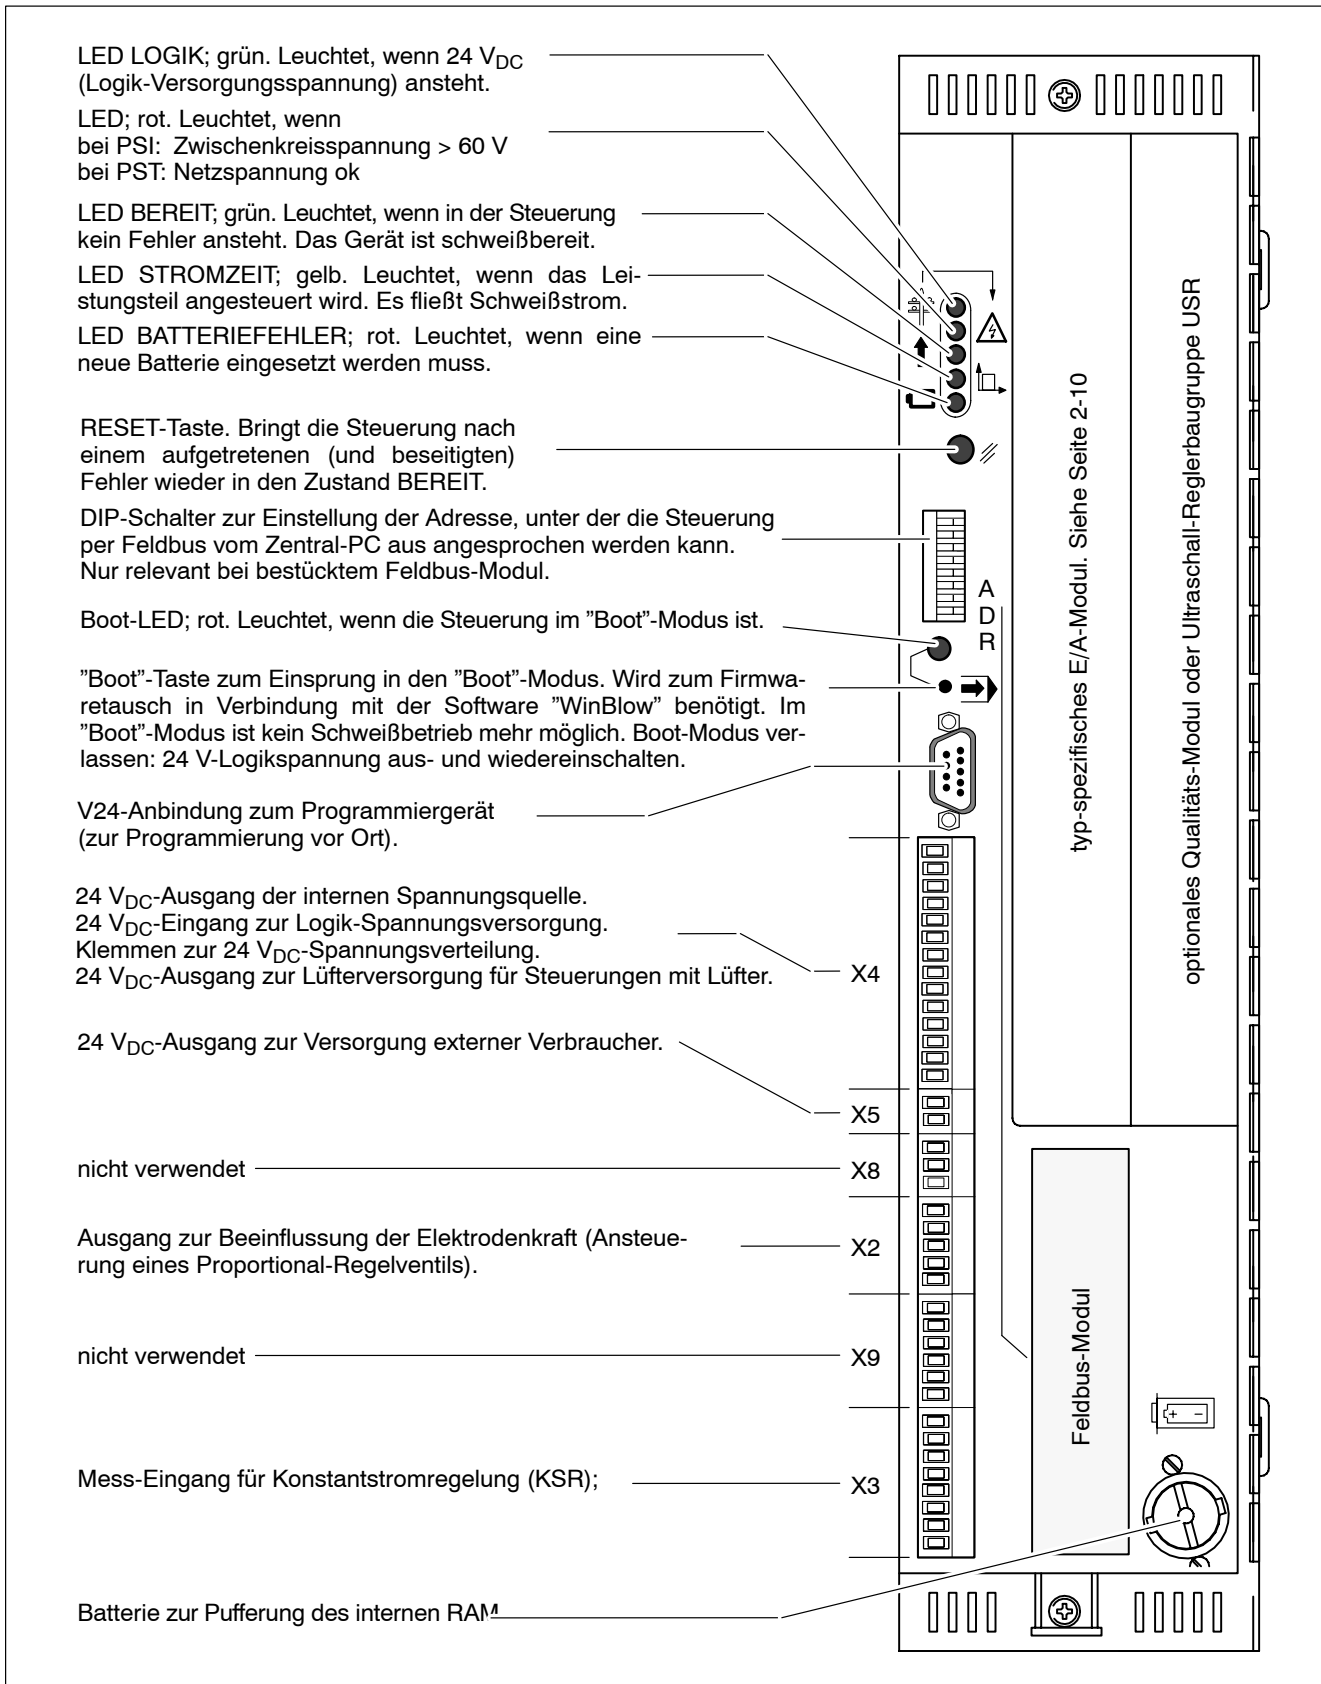 LED LOGIK; grün. Leuchtet, wenn 24 VDC
(Logik-Versorgungsspannung) ansteht.
LED; rot. Leuchtet, wenn
bei PSI: Zwischenkreisspannung > 60 V
bei PST: Netzspannung ok
LED BEREIT; grün. Leuchtet, wenn in der Steuerung
kein Fehler ansteht. Das Gerät ist schweißbereit.
LED STROMZEIT; gelb. Leuchtet, wenn das Lei-
stungsteil angesteuert wird. Es fließt Schweißstrom.
LED BATTERIEFEHLER; rot. Leuchtet, wenn eine
neue Batterie eingesetzt werden muss.
RESET-Taste. Bringt die Steuerung nach
einem aufgetretenen (und beseitigten)
Fehler wieder in den Zustand BEREIT.
DIP-Schalter zur Einstellung der Adresse, unter der die Steuerung
per Feldbus vom Zentral-PC aus angesprochen werden kann.
Nur relevant bei bestücktem Feldbus-Modul.
Boot-LED; rot. Leuchtet, wenn die Steuerung im ”Boot”-Modus ist.
”Boot”-Taste zum Einsprung in den ”Boot”-Modus. Wird zum Firmwa-
retausch in Verbindung mit der Software ”WinBlow” benötigt. Im
”Boot”-Modus ist kein Schweißbetrieb mehr möglich. Boot-Modus ver-
lassen: 24 V-Logikspannung aus- und wiedereinschalten.
V24-Anbindung zum Programmiergerät
(zur Programmierung vor Ort).
24 VDC-Ausgang der internen Spannungsquelle.
24 VDC-Eingang zur Logik-Spannungsversorgung.
Klemmen zur 24 VDC-Spannungsverteilung.
24 VDC-Ausgang zur Lüfterversorgung für Steuerungen mit Lüfter.
X4
24 VDC-Ausgang zur Versorgung externer Verbraucher.
X5
nicht verwendet
X8
Ausgang zur Beeinflussung der Elektrodenkraft (Ansteue-
rung eines Proportional-Regelventils).
X2
nicht verwendet
X9
Mess-Eingang für Konstantstromregelung (KSR);
X3
Batterie zur Pufferung des internen RAM
A
D
R
typ-spezifisches E/A-Modul. Siehe Seite 2-10
optionales Qualitäts-Modul oder Ultraschall-Reglerbaugruppe USR
Feldbus-Modul
+ -